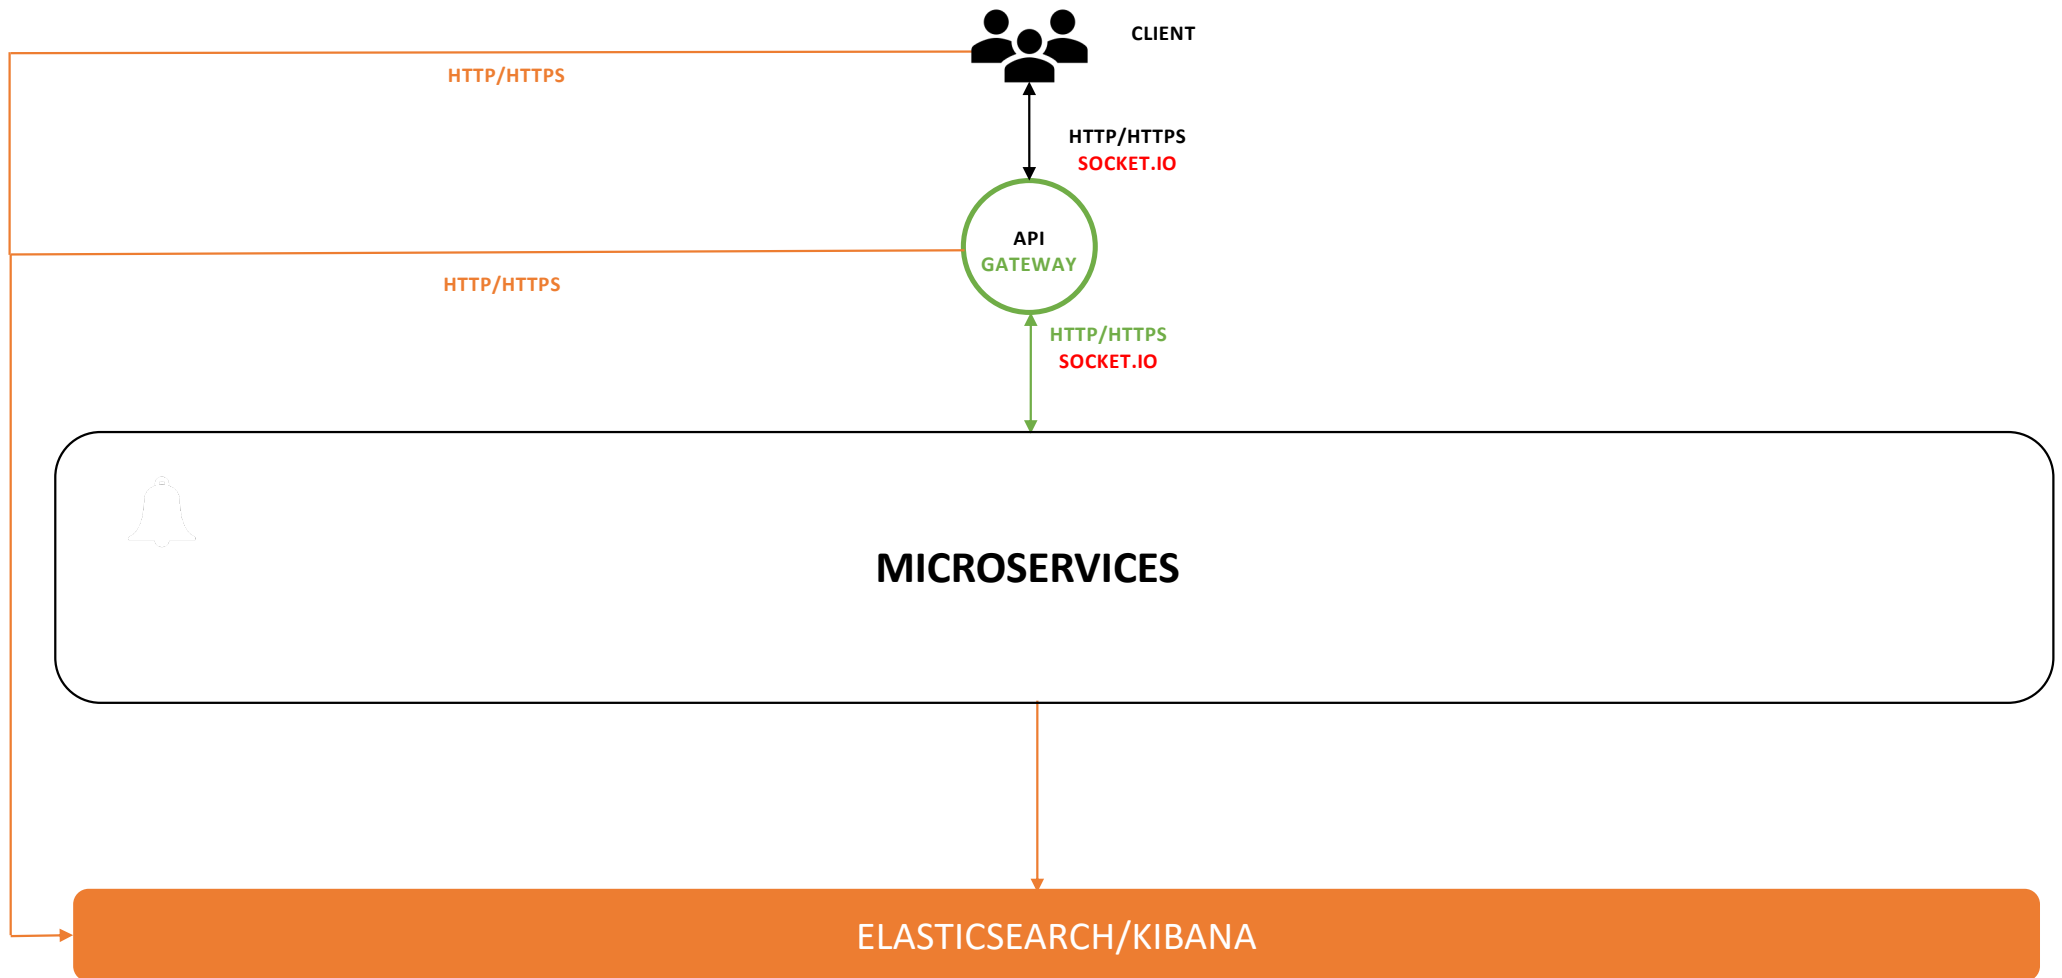 CLIENT
HTTP/HTTPS
HTTP/HTTPS
SOCKET.IO
API
GATEWAY
HTTP/HTTPS
HTTP/HTTPS
SOCKET.IO
MICROSERVICES
ELASTICSEARCH/KIBANA